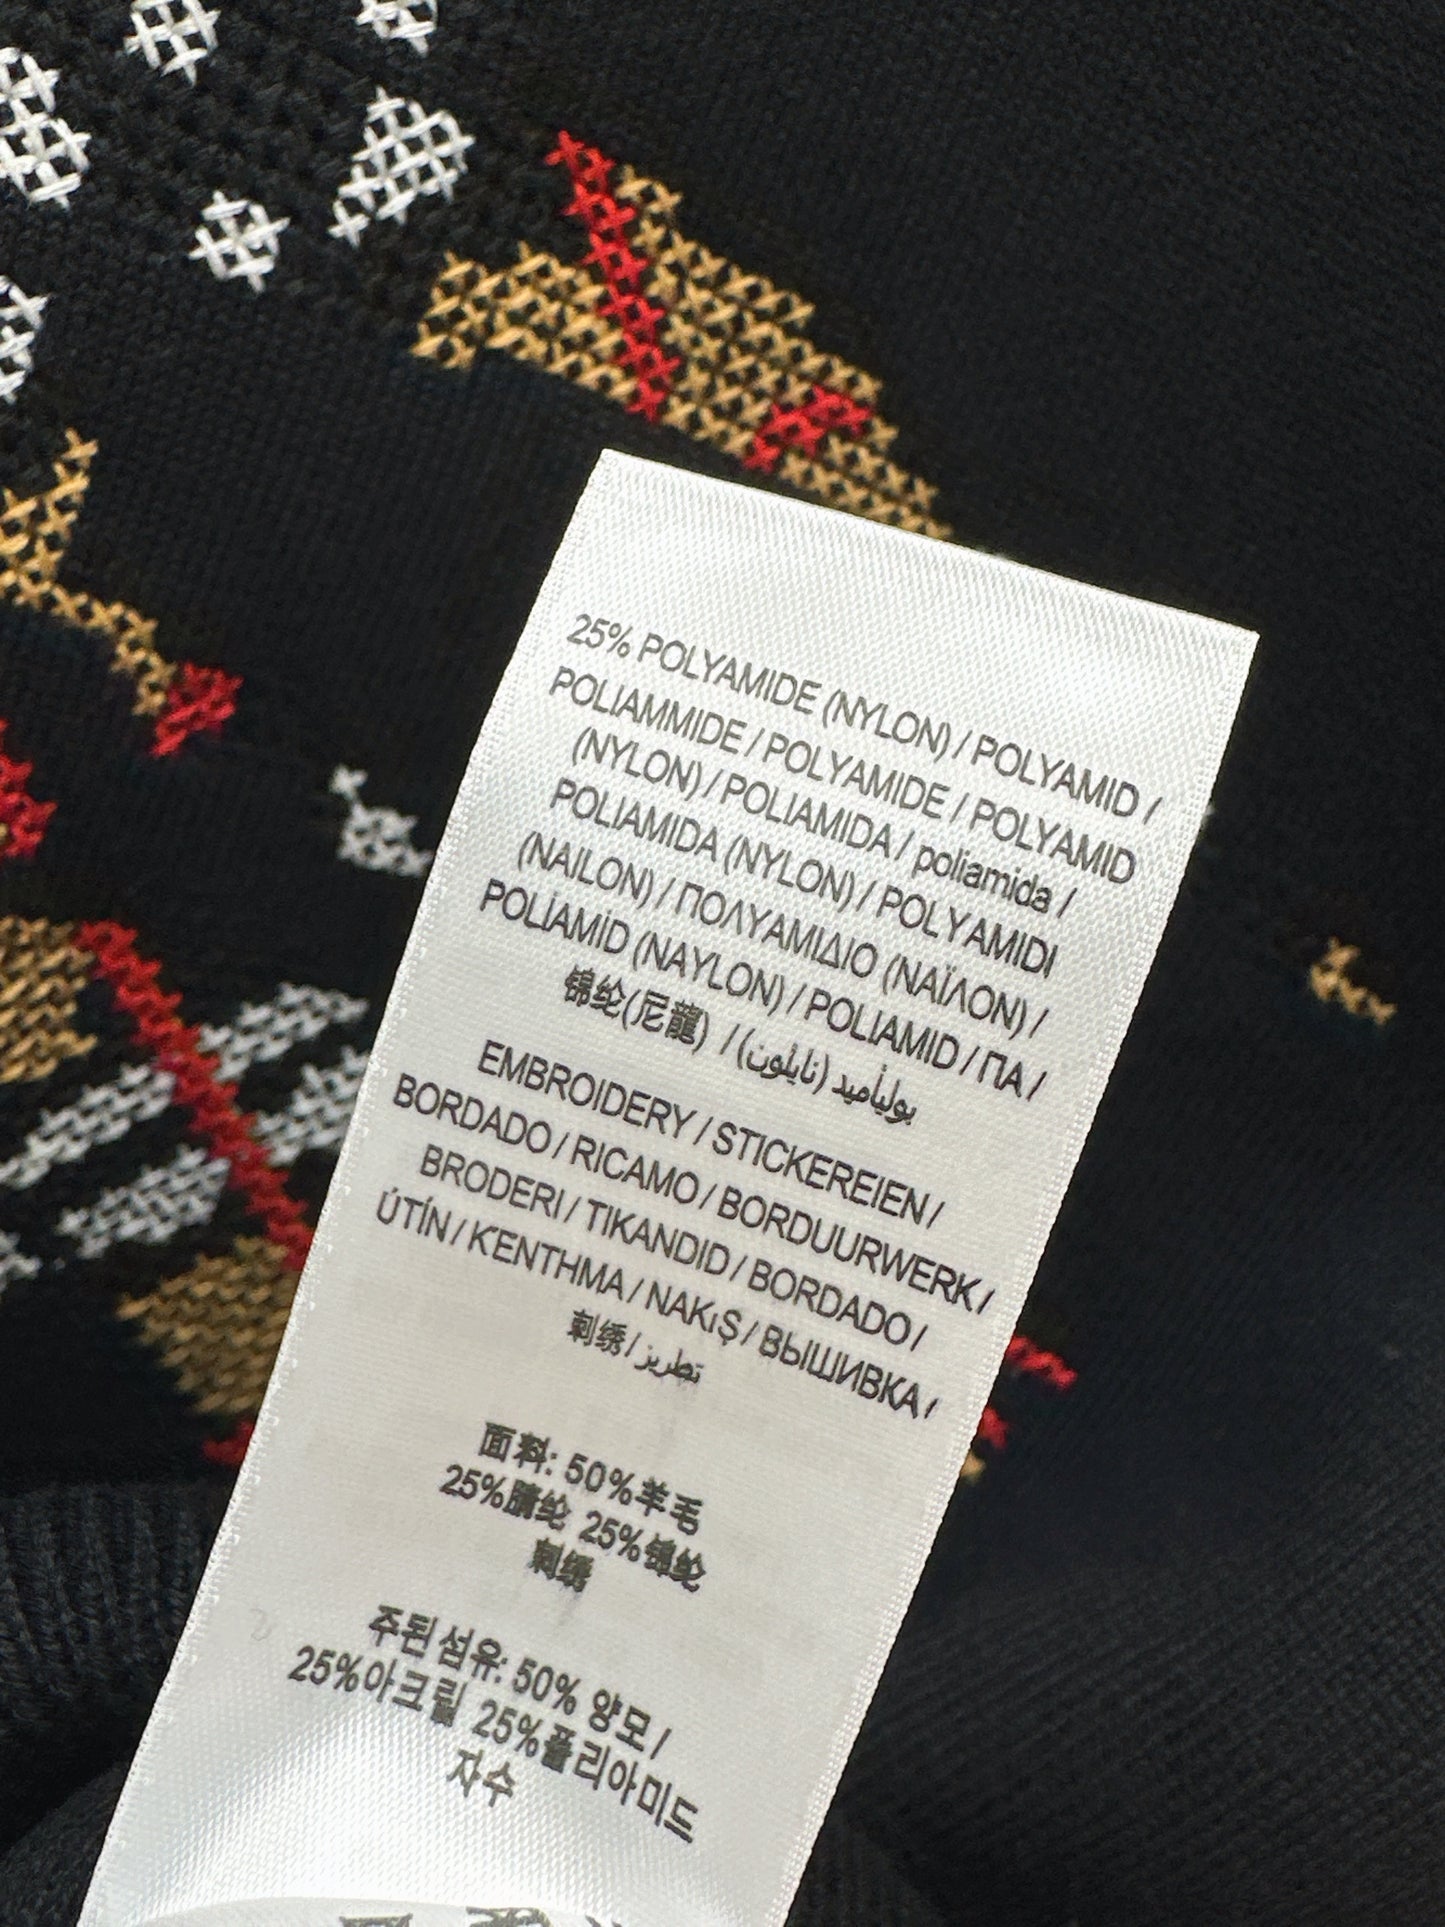 25% POLYAMIDE (NYLON) / POLYAMID /
POLIAMMIDE / POLYAMIDE / POLYAMID
(NYLON) / POLIAMIDA / poliamida /
POLIAMIDA (NYLON) / POLYAMIDI
(NAILON) / ΠΟΛΥΑΜΙΔΙΟ (ΝΑΪΛΟΝ) /
POLİAMİD (NAYLON) / POLIAMID / ПА /
锦纶(尼龍) / بوليأميد (نايلون)
EMBROIDERY / STICKEREIEN /
BORDADO / RICAMO / BORDUURWERK /
BRODERI / TIKANDID / BORDADO /
ÚTÍN / ΚΈΝΤΗΜΑ / NAKıŞ / ВЫШИВКА /
刺绣 / تطريز
面料: 50%羊毛
25%腈纶 25%锦纶
刺绣
주된 섬유: 50% 양모 /
25%아크릴 25%폴리아미드
자수